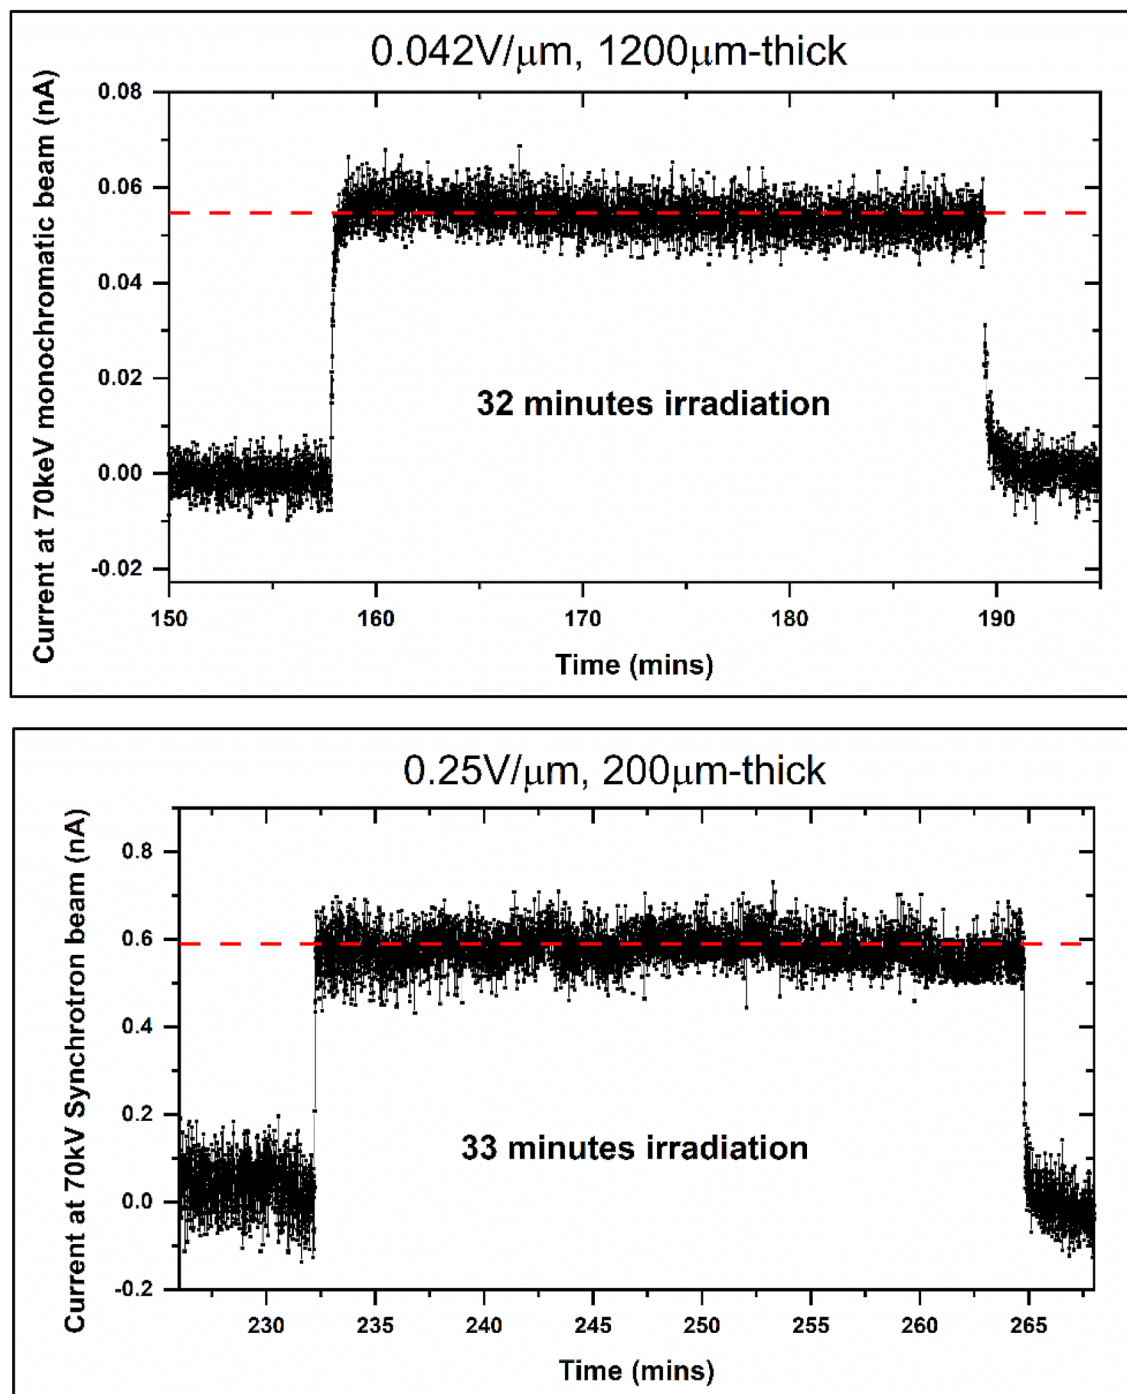 0.042V/μm, 1200μm-thick
Current at 70keV monochromatic beam (nA)
0.08
0.06
0.04
0.02
0.00
-0.02
32 minutes irradiation
150 160 170 180 190
Time (mins)
0.25V/μm, 200μm-thick
Current at 70kV Synchrotron beam (nA)
0.8
0.6
0.4
0.2
0.0
-0.2
33 minutes irradiation
230 235 240 245 250 255 260 265
Time (mins)